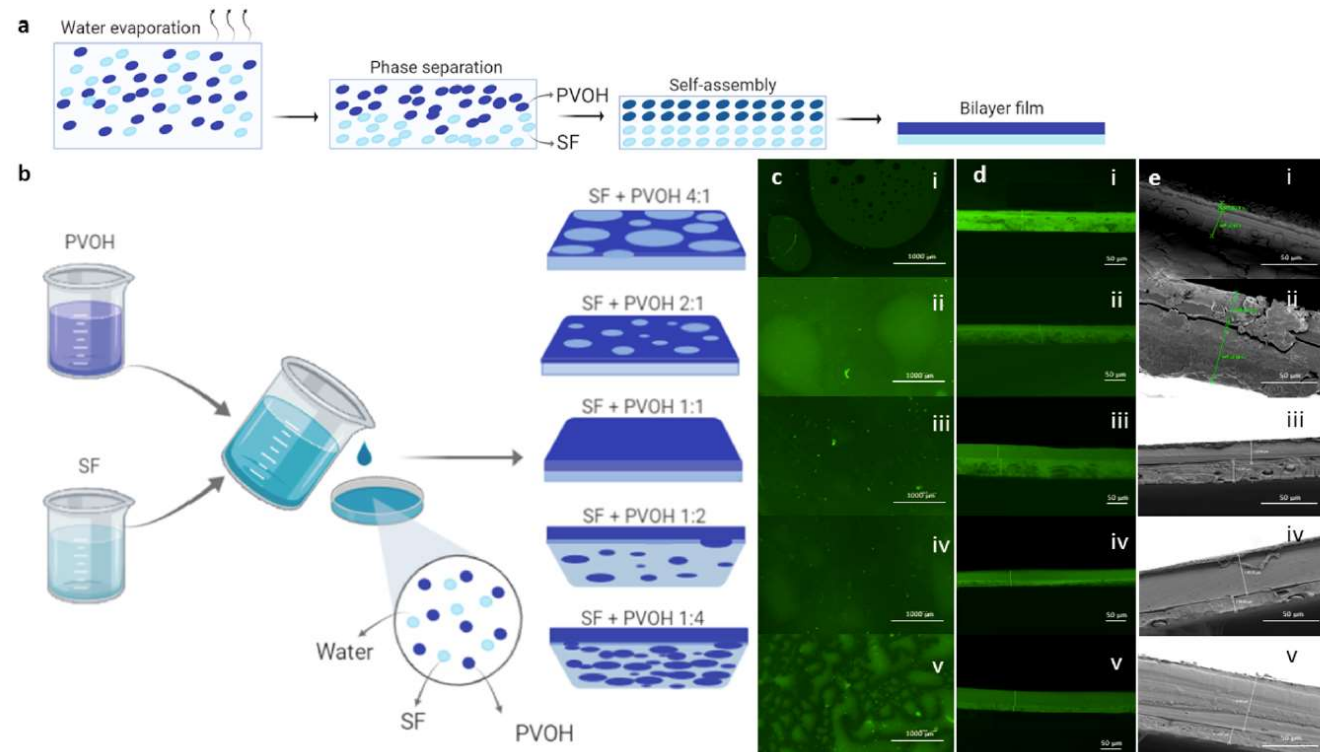 a
Water evaporation
Phase separation
PVOH
SF
Self-assembly
Bilayer film
b
PVOH
SF
Water
SF
PVOH
SF + PVOH 4:1
SF + PVOH 2:1
SF + PVOH 1:1
SF + PVOH 1:2
SF + PVOH 1:4
c
i
1000 µm
ii
1000 µm
iii
1000 µm
iv
1000 µm
v
1000 µm
d
i
50 µm
ii
50 µm
iii
50 µm
iv
50 µm
v
50 µm
e
i
50 µm
ii
50 µm
iii
50 µm
iv
50 µm
v
50 µm